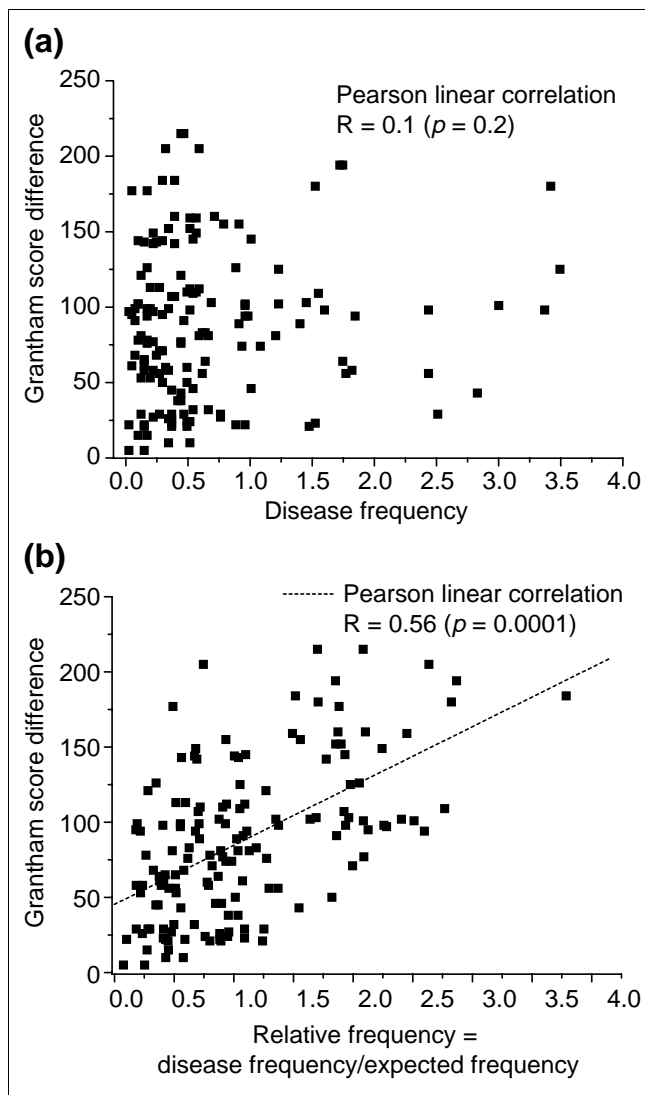 (a)
250
200
150
100
50
0
Grantham score difference
Pearson linear correlation
R = 0.1 (p = 0.2)
0.0 0.5 1.0 1.5 2.0 2.5 3.0 3.5 4.0
Disease frequency
(b)
250
200
150
100
50
0
Grantham score difference
Pearson linear correlation
R = 0.56 (p = 0.0001)
0.0 0.5 1.0 1.5 2.0 2.5 3.0 3.5 4.0
Relative frequency =
disease frequency/expected frequency